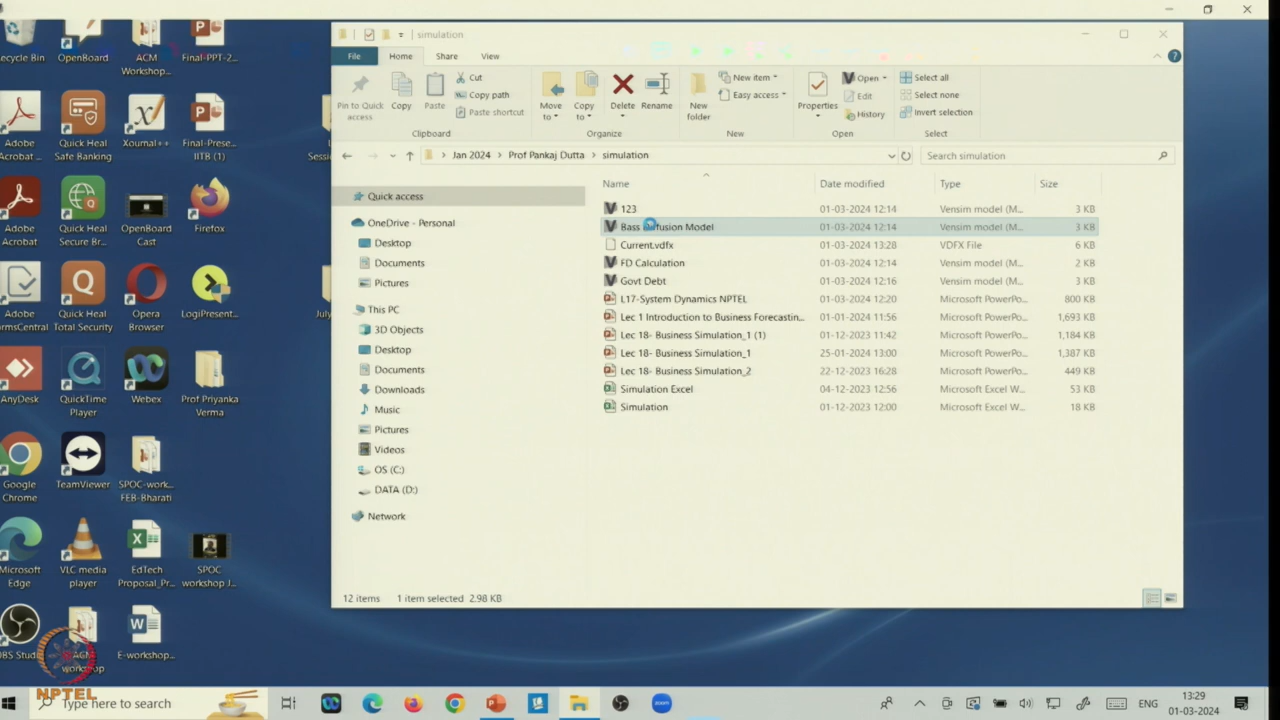 simulation
File
Home
Share
View
Pin to Quick access
Copy
Paste
Cut
Copy path
Paste shortcut
Move to
Copy to
Delete
Rename
New folder
New item
Easy access
Properties
Open
Edit
History
Select all
Select none
Invert selection
Clipboard
Organize
New
Open
Select
Jan 2024 > Prof Pankaj Dutta > simulation
Search simulation
Name Date modified Type Size
123 01-03-2024 12:14 Vensim model (M... 3 KB
Bass Diffusion Model 01-03-2024 12:14 Vensim model (M... 3 KB
Current.vdfx 01-03-2024 13:28 VDFX File 6 KB
FD Calculation 01-03-2024 12:14 Vensim model (M... 2 KB
Govt Debt 01-03-2024 12:16 Vensim model (M... 3 KB
L17-System Dynamics NPTEL 01-03-2024 12:20 Microsoft PowerPo... 800 KB
Lec 1 Introduction to Business Forecastin... 01-01-2024 11:56 Microsoft PowerPo... 1,693 KB
Lec 18- Business Simulation_1 (1) 01-12-2023 11:42 Microsoft PowerPo... 1,184 KB
Lec 18- Business Simulation_1 25-01-2024 13:00 Microsoft PowerPo... 1,387 KB
Lec 18- Business Simulation_2 22-12-2023 16:28 Microsoft PowerPo... 449 KB
Simulation Excel 04-12-2023 12:56 Microsoft Excel W... 53 KB
Simulation 01-12-2023 12:00 Microsoft Excel W... 18 KB
Quick access
OneDrive - Personal
Desktop
Documents
Pictures
This PC
3D Objects
Desktop
Documents
Downloads
Music
Pictures
Videos
OS (C:)
DATA (D:)
Network
12 items 1 item selected 2.98 KB
ecycle Bin
OpenBoard
ACM Workshop...
Final-PPT-2...
Adobe Acrobat ...
Quick Heal Safe Banking
Xournal++
Final-Prese... IITB (1)
Adobe Acrobat
Quick Heal Secure Br...
OpenBoard Cast
Firefox
Adobe ormsCentral
Quick Heal Total Security
Opera Browser
LogiPresent...
AnyDesk
QuickTime Player
Webex
Prof Priyanka Verma
Google Chrome
TeamViewer
SPOC-work... FEB-Bharati
Microsoft Edge
VLC media player
EdTech Proposal_Pr...
SPOC workshop J...
OBS Studi
ACM workshop
E-workshop...
NPTEL
Type here to search
ENG
13:29
01-03-2024